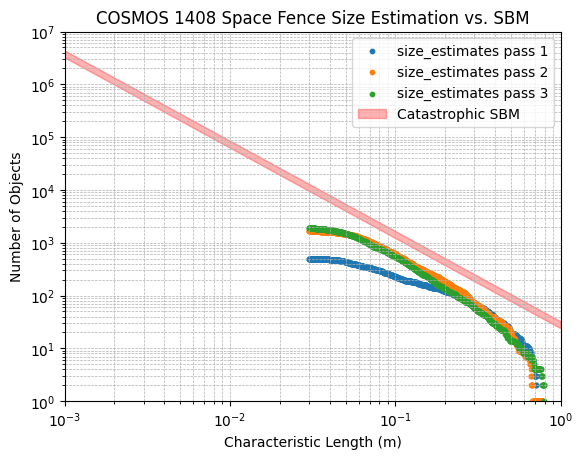 COSMOS 1408 Space Fence Size Estimation vs. SBM
size_estimates pass 1
size_estimates pass 2
size_estimates pass 3
Catastrophic SBM
Number of Objects
10^7
10^6
10^5
10^4
10^3
10^2
10^1
10^0
10^−3 10^−2 10^−1 10^0
Characteristic Length (m)